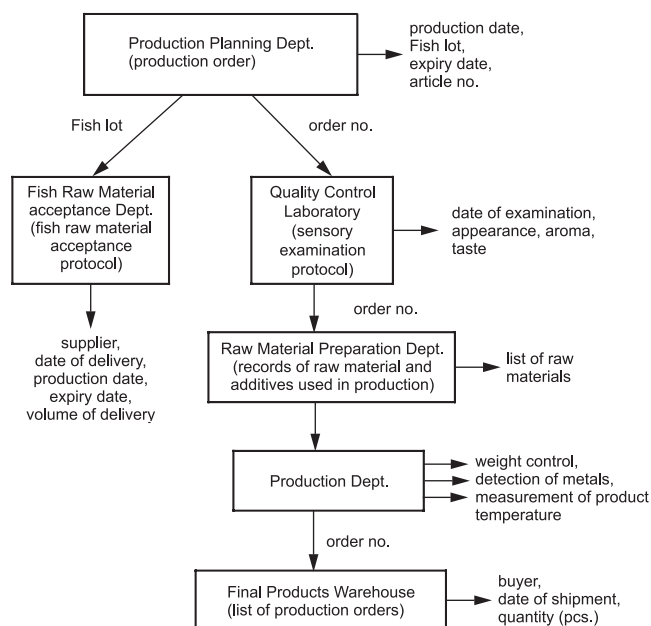 Production Planning Dept.
(production order)
production date,
Fish lot,
expiry date,
article no.
Fish lot
order no.
Fish Raw Material
acceptance Dept.
(fish raw material
acceptance
protocol)
Quality Control
Laboratory
(sensory
examination
protocol)
date of examination,
appearance, aroma,
taste
order no.
supplier,
date of delivery,
production date,
expiry date,
volume of delivery
Raw Material Preparation Dept.
(records of raw material and
additives used in production)
list of raw
materials
Production Dept.
weight control,
detection of metals,
measurement of product
temperature
order no.
Final Products Warehouse
(list of production orders)
buyer,
date of shipment,
quantity (pcs.)